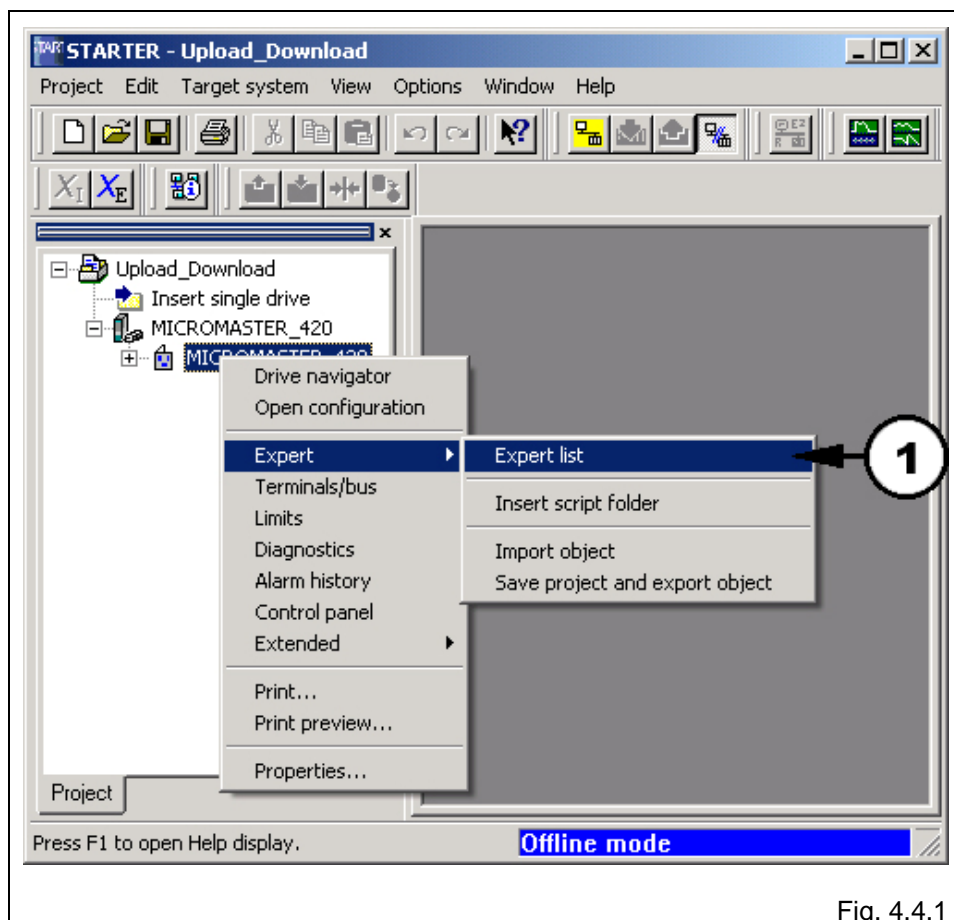 STARTER - Upload_Download
Project Edit Target system View Options Window Help
Upload_Download
Insert single drive
MICROMASTER_420
MICROMASTER_420
Drive navigator
Open configuration
Expert
Expert list
1
Terminals/bus
Insert script folder
Limits
Diagnostics
Import object
Alarm history
Save project and export object
Control panel
Extended
Print...
Print preview...
Properties...
Project
Press F1 to open Help display.
Offline mode
Fig. 4.4.1